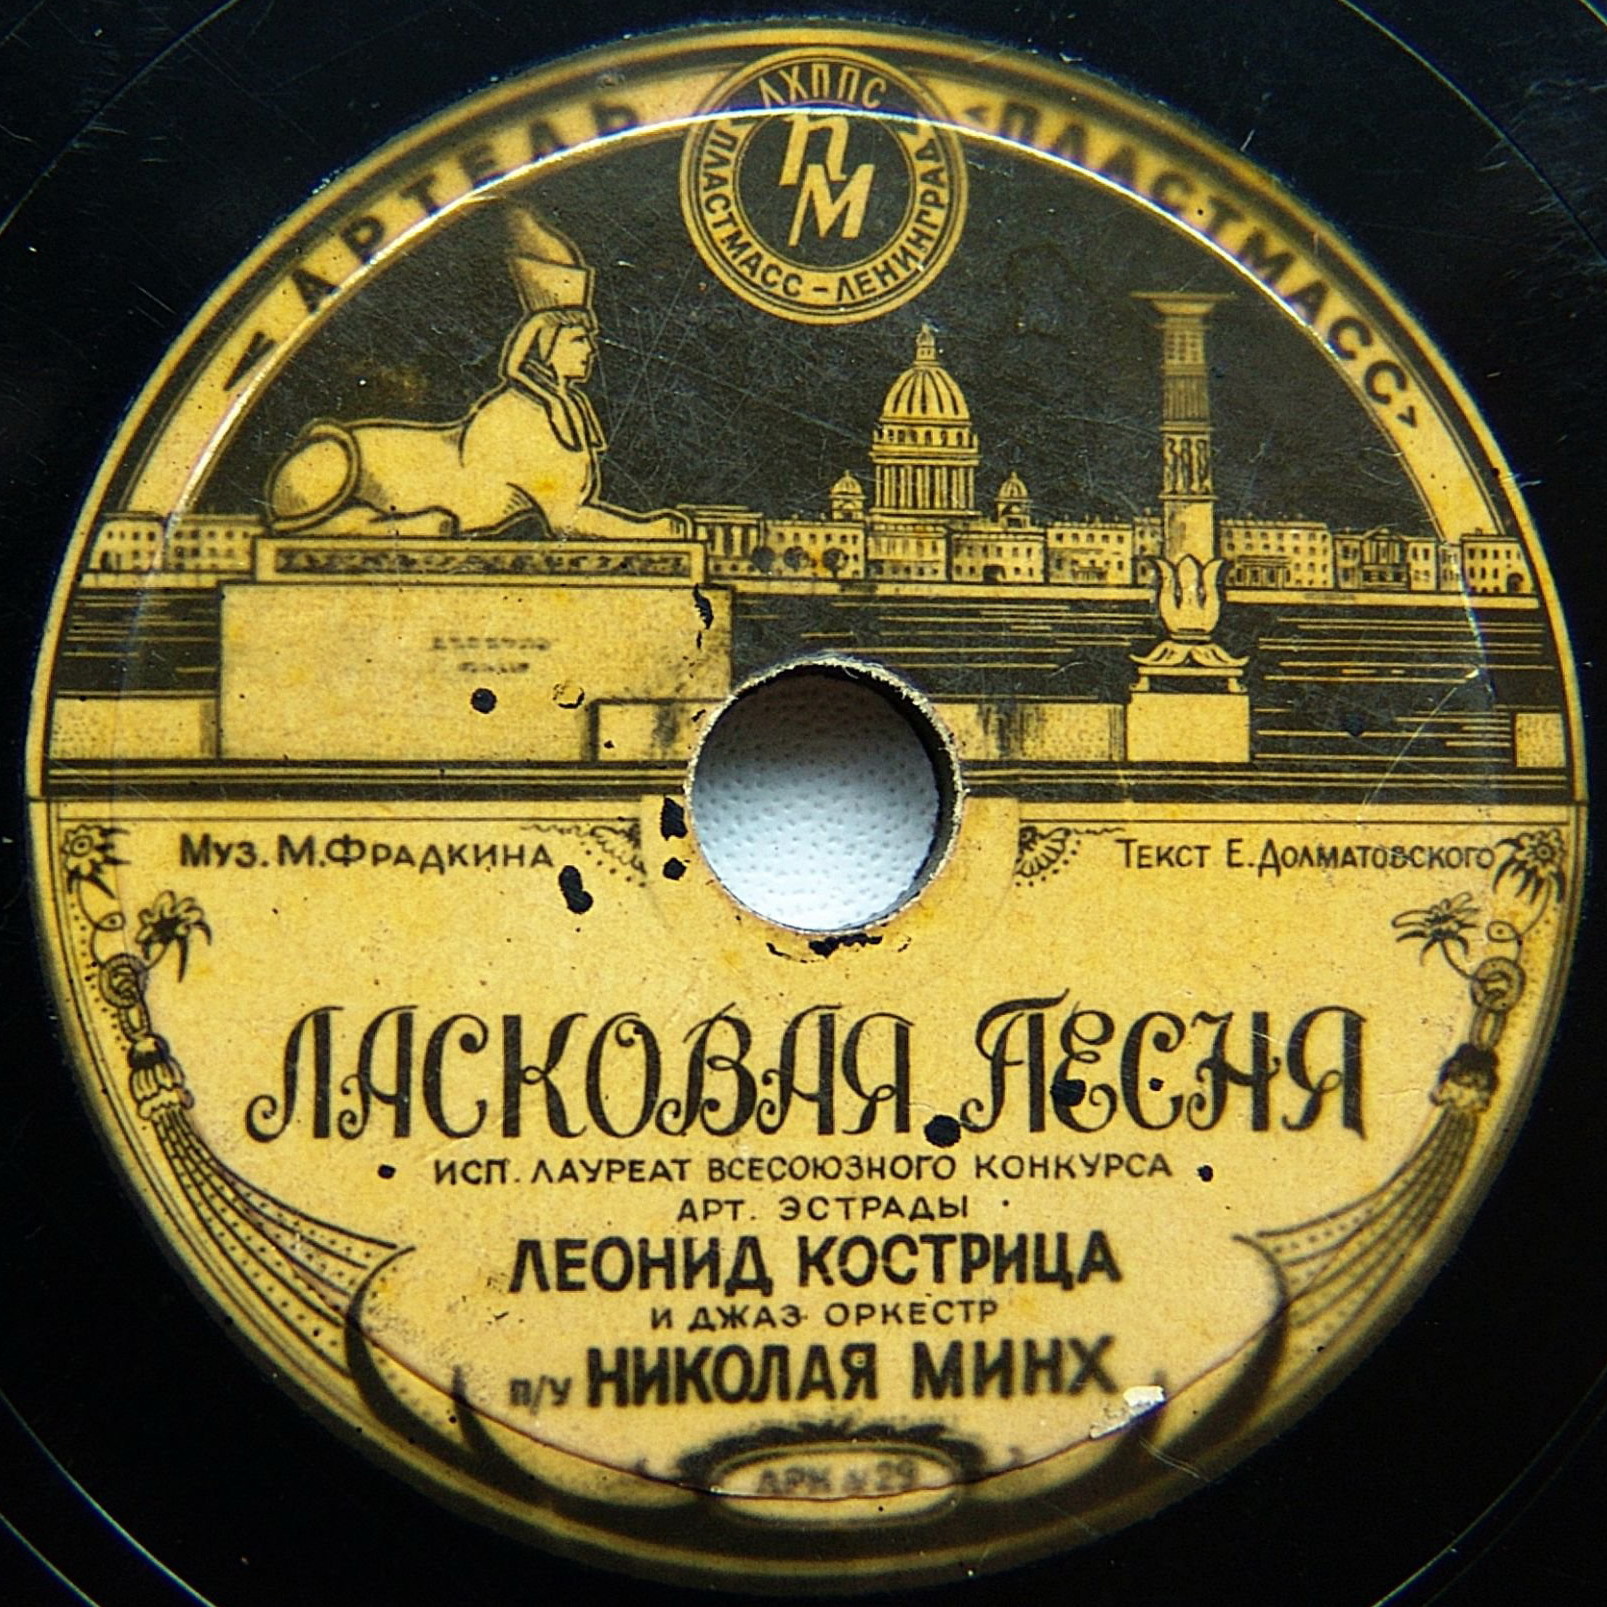 «АРТЕЛЬ
«ПЛАСТМАСС»
ЛХППС
ПМ
ПЛАСТМАСС-ЛЕНИНГРАД
Муз. М.Фрадкина
Текст Е.Долматовского
ЛАСКОВАЯ ПЕСНЯ
ИСП. ЛАУРЕАТ ВСЕСОЮЗНОГО КОНКУРСА
АРТ. ЭСТРАДЫ
ЛЕОНИД КОСТРИЦА
И ДЖАЗ ОРКЕСТР
п/у НИКОЛАЯ МИНХ